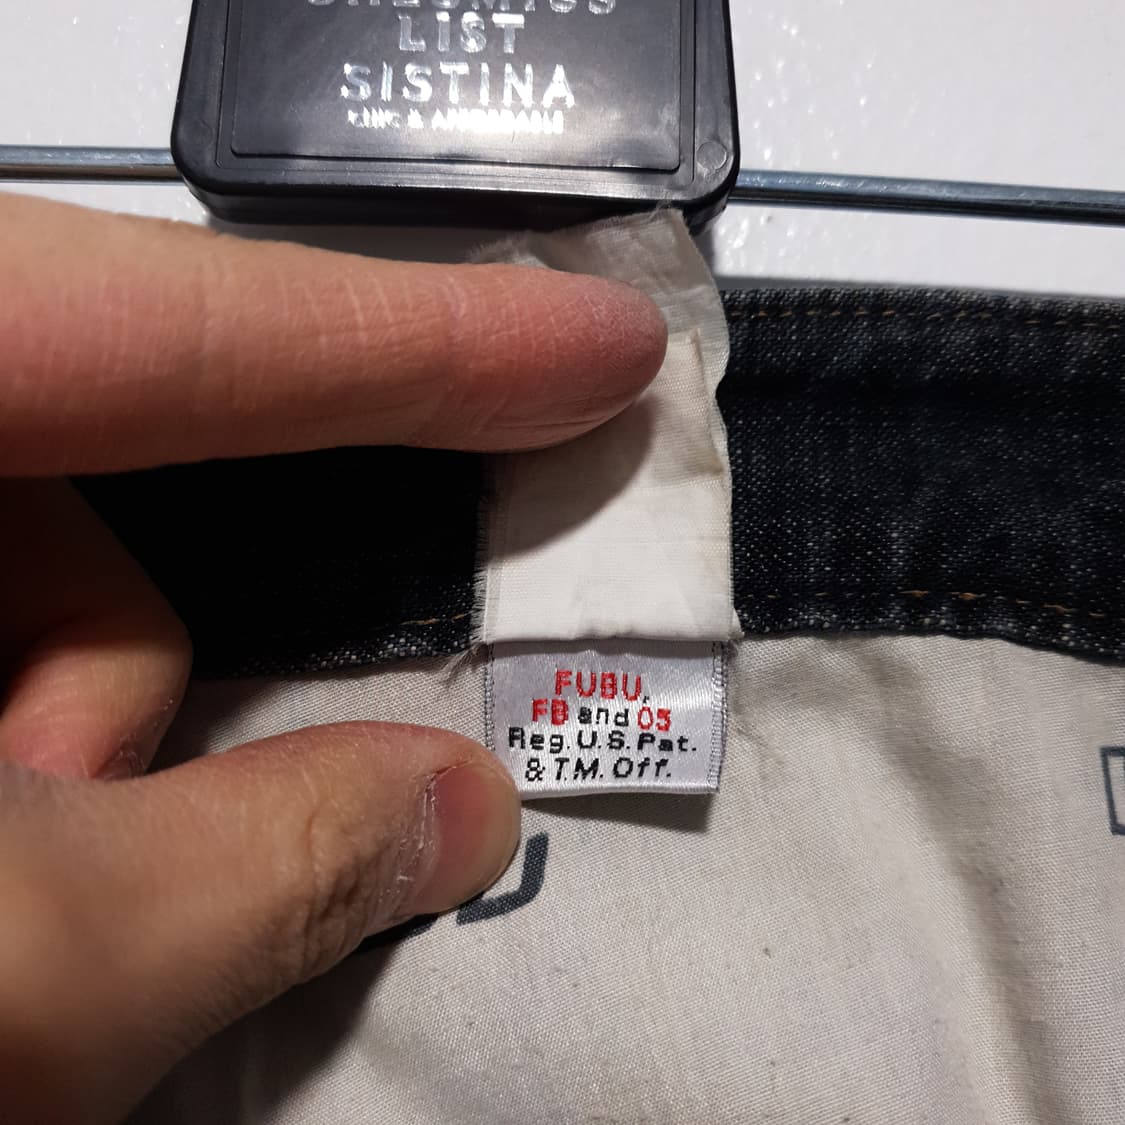 LIST
SISTINA
FUBU,
FB and 05
Reg. U.S. Pat.
& T.M. Off.